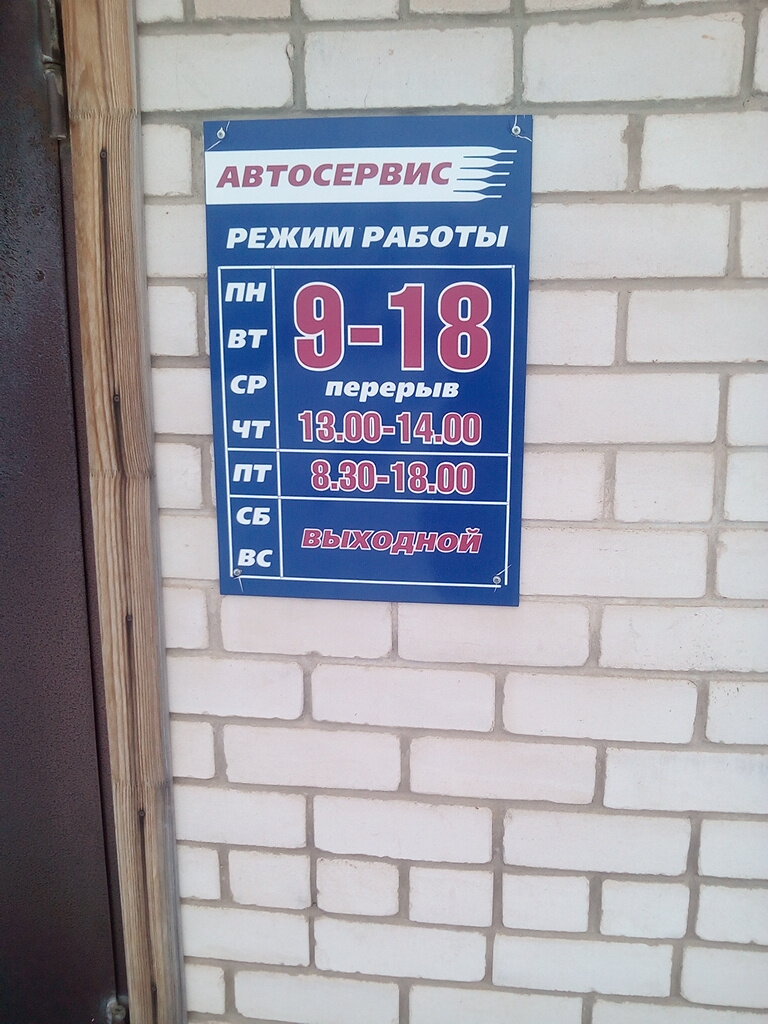 АВТОСЕРВИС
РЕЖИМ РАБОТЫ
ПН
9-18
ВТ
СР
перерыв
ЧТ
13.00-14.00
ПТ
8.30-18.00
СБ
ВЫХОДНОЙ
ВС